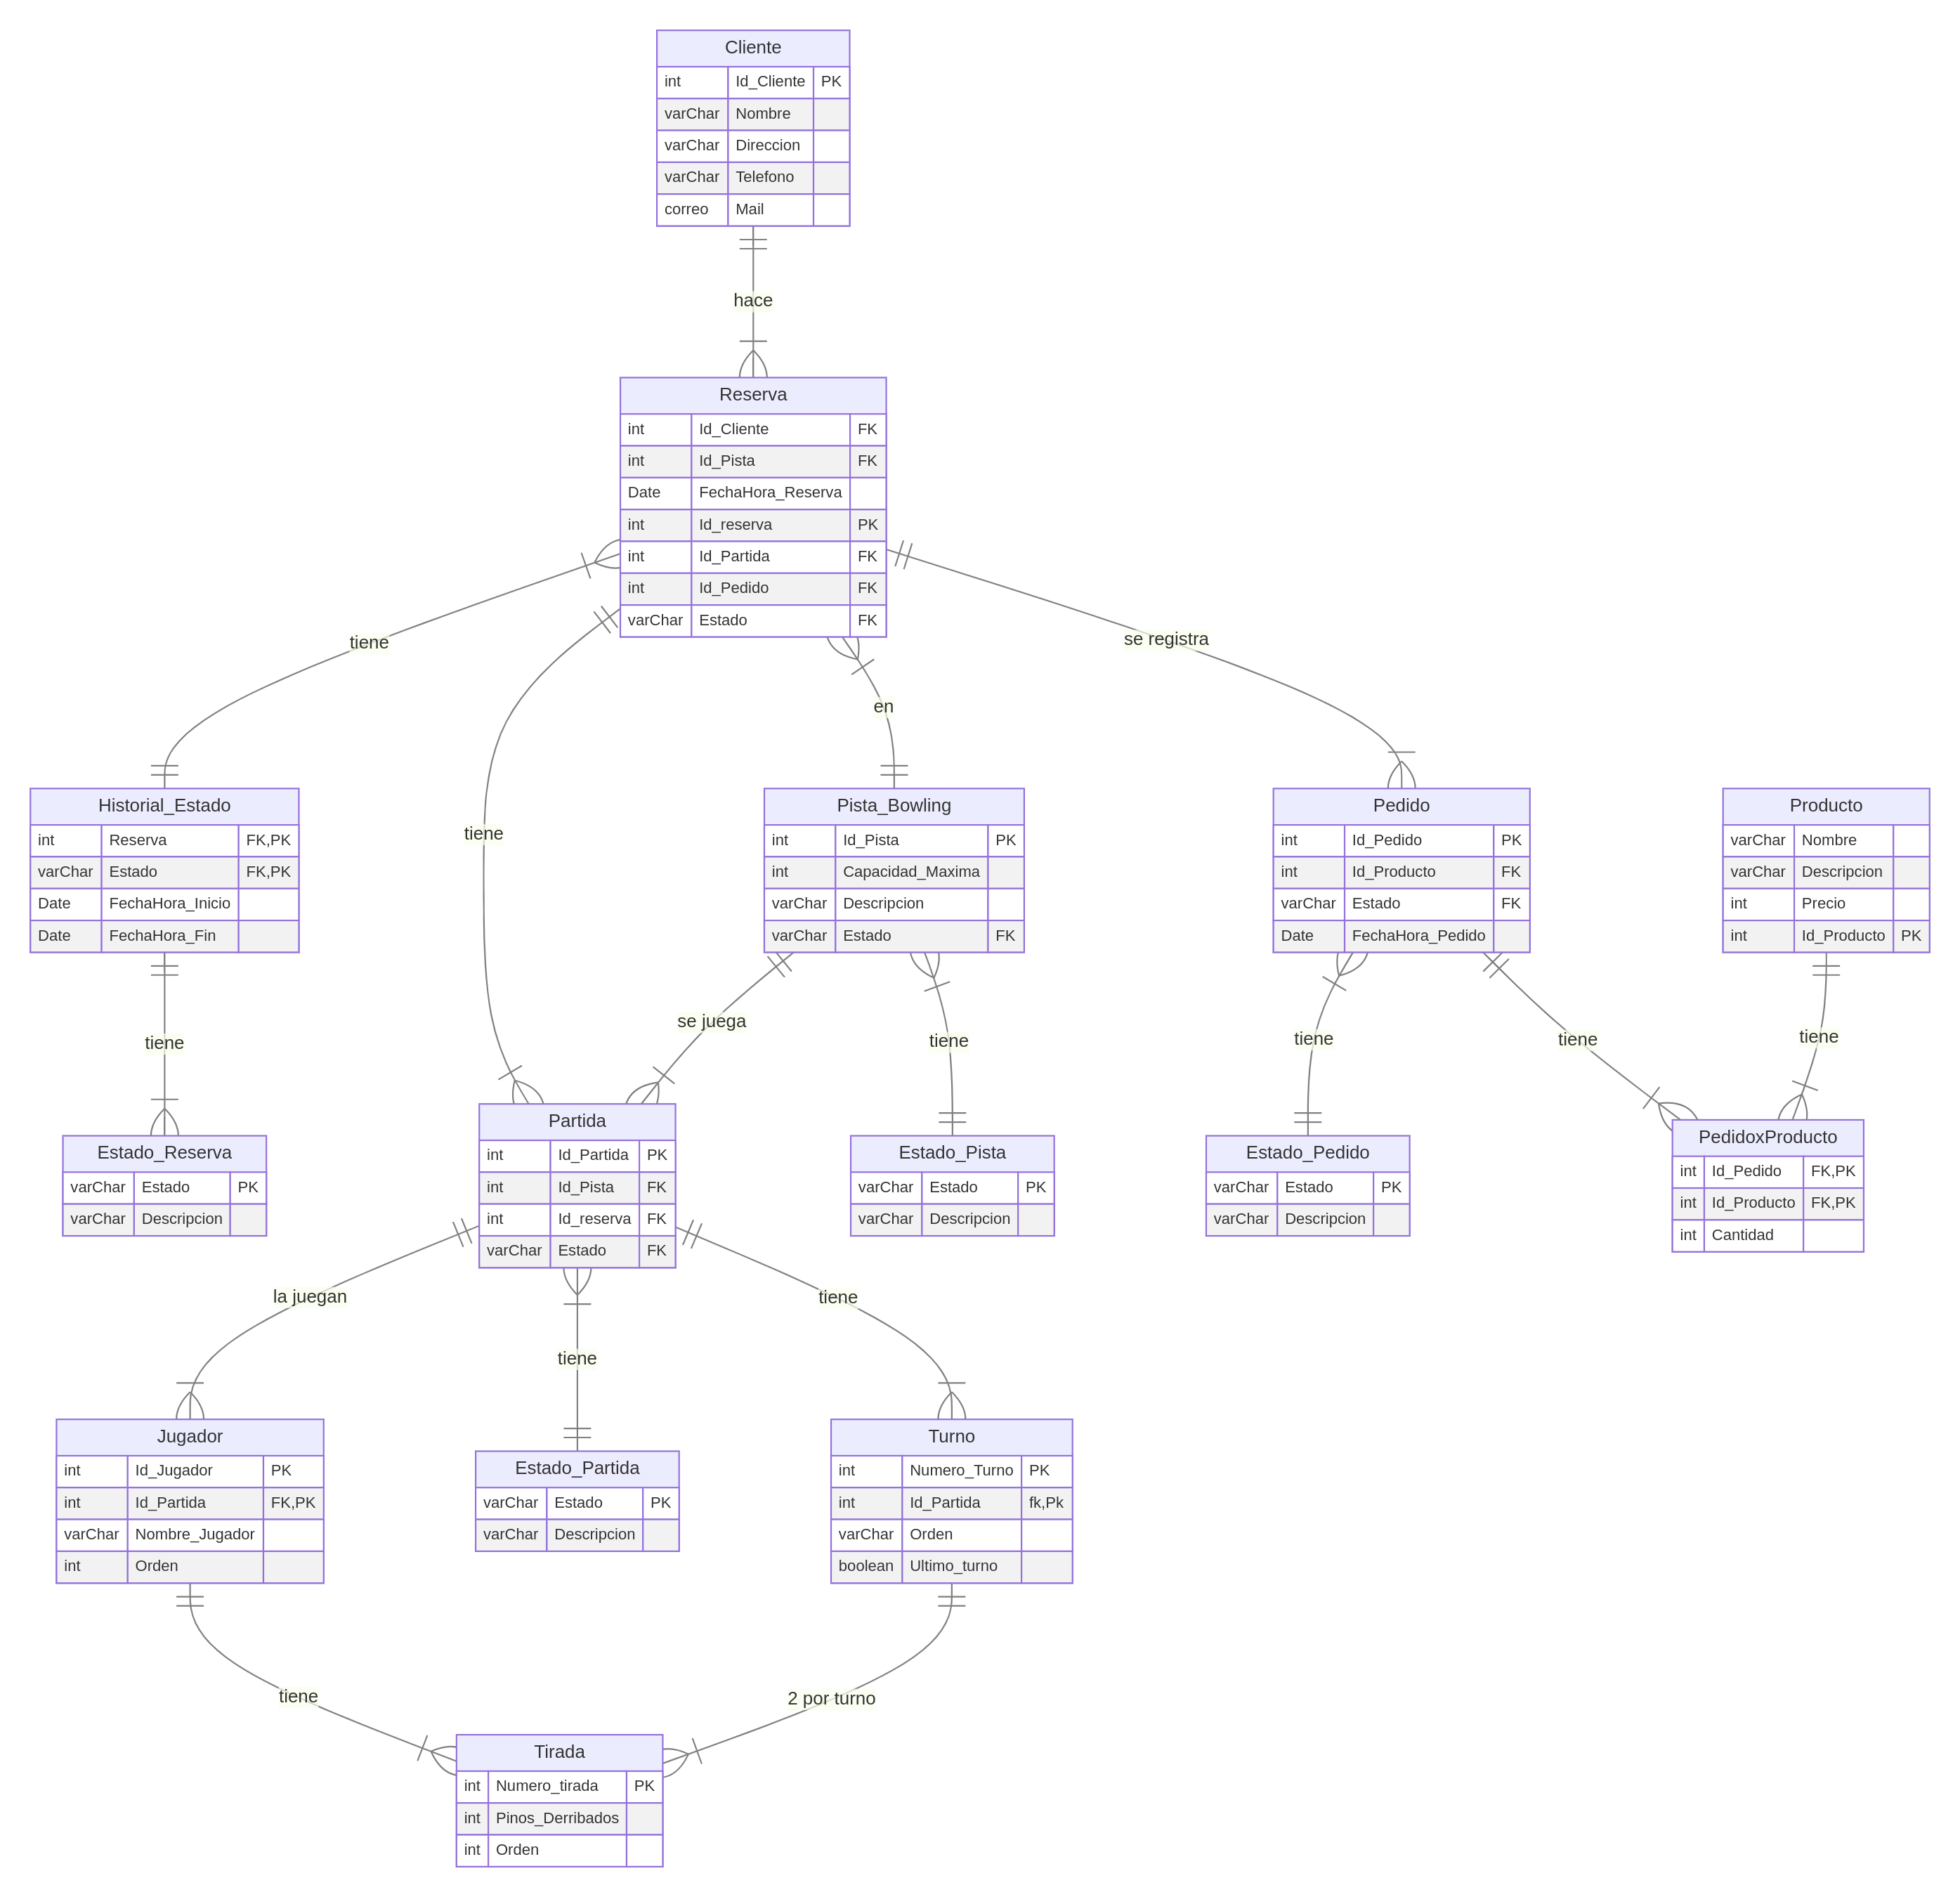 Cliente
int Id_Cliente PK
varChar Nombre
varChar Direccion
varChar Telefono
correo Mail
hace
Reserva
int Id_Cliente FK
int Id_Pista FK
Date FechaHora_Reserva
int Id_reserva PK
int Id_Partida FK
int Id_Pedido FK
varChar Estado FK
tiene
tiene
en
se registra
Historial_Estado
int Reserva FK,PK
varChar Estado FK,PK
Date FechaHora_Inicio
Date FechaHora_Fin
Pista_Bowling
int Id_Pista PK
int Capacidad_Maxima
varChar Descripcion
varChar Estado FK
Pedido
int Id_Pedido PK
int Id_Producto FK
varChar Estado FK
Date FechaHora_Pedido
Producto
varChar Nombre
varChar Descripcion
int Precio
int Id_Producto PK
tiene
se juega
tiene
tiene
tiene
tiene
Estado_Reserva
varChar Estado PK
varChar Descripcion
Partida
int Id_Partida PK
int Id_Pista FK
int Id_reserva FK
varChar Estado FK
Estado_Pista
varChar Estado PK
varChar Descripcion
Estado_Pedido
varChar Estado PK
varChar Descripcion
PedidoxProducto
int Id_Pedido FK,PK
int Id_Producto FK,PK
int Cantidad
la juegan
tiene
tiene
Jugador
int Id_Jugador PK
int Id_Partida FK,PK
varChar Nombre_Jugador
int Orden
Estado_Partida
varChar Estado PK
varChar Descripcion
Turno
int Numero_Turno PK
int Id_Partida fk,Pk
varChar Orden
boolean Ultimo_turno
tiene
2 por turno
Tirada
int Numero_tirada PK
int Pinos_Derribados
int Orden